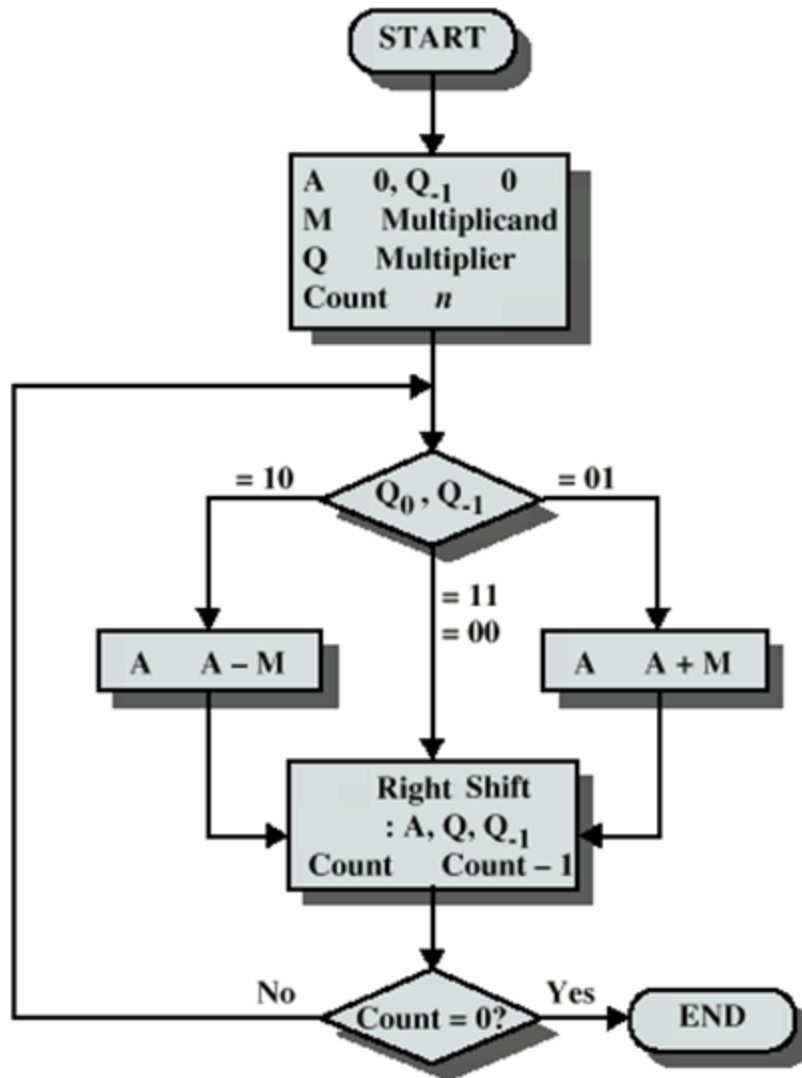 START
A 0, Q-1 0
M Multiplicand
Q Multiplier
Count n
= 10
Q0 , Q-1
= 01
= 11
= 00
A A – M
A A + M
Right Shift
: A, Q, Q-1
Count Count – 1
No
Count = 0?
Yes
END